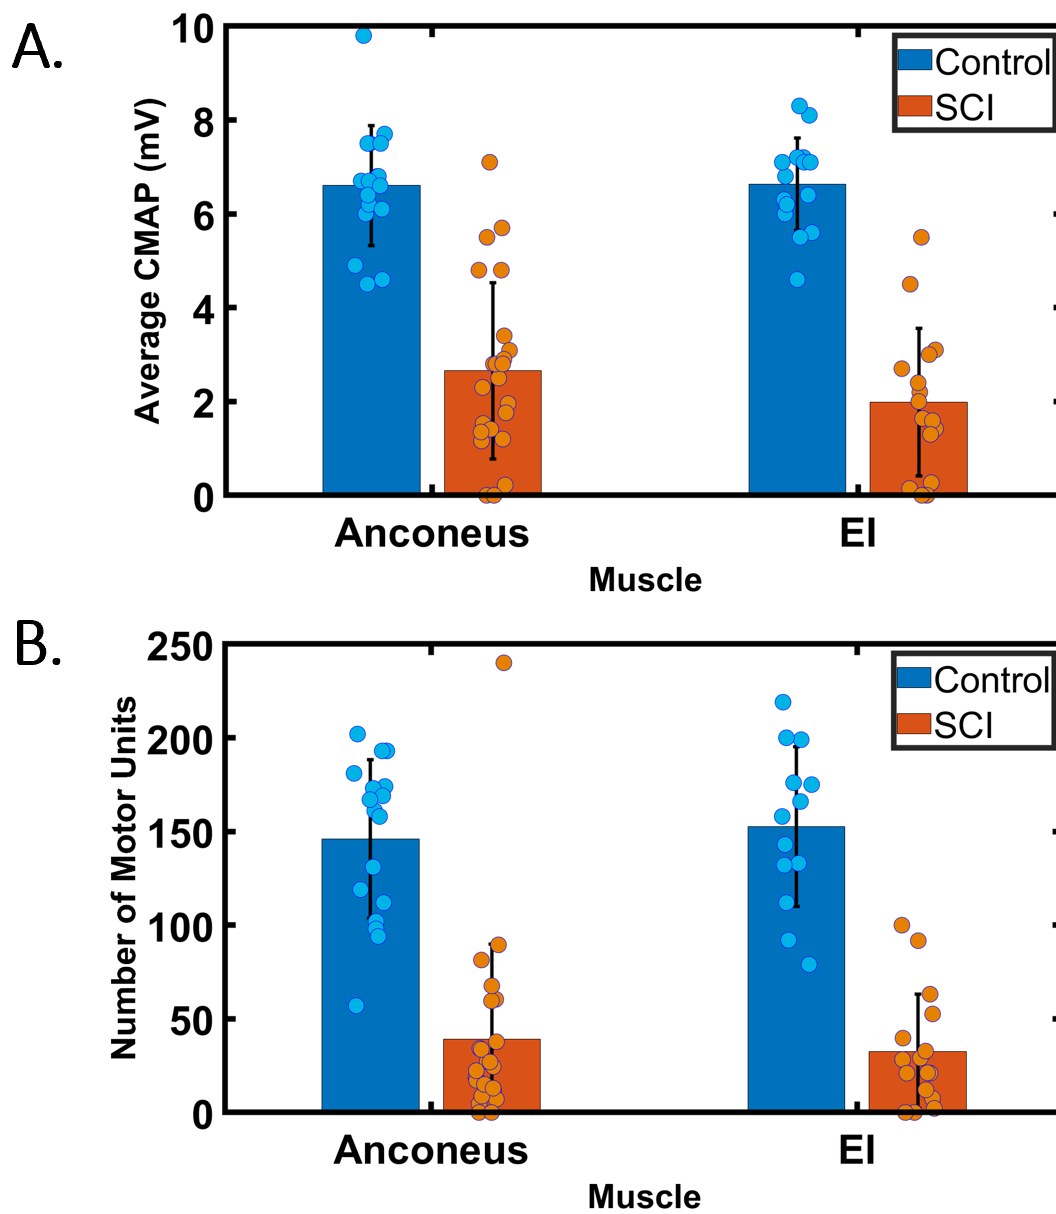 A.
Average CMAP (mV)
10
8
6
4
2
0
Control
SCI
Anconeus
EI
Muscle
B.
Number of Motor Units
250
200
150
100
50
0
Control
SCI
Anconeus
EI
Muscle